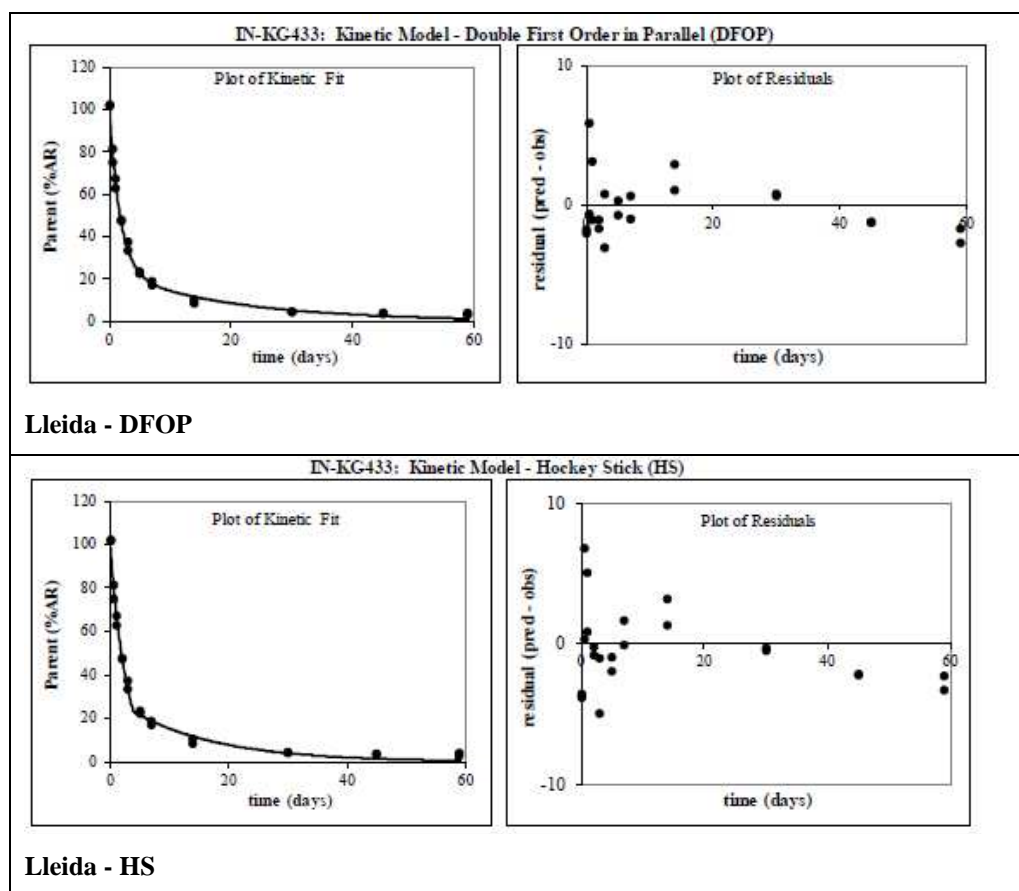 IN-KG433: Kinetic Model - Double First Order in Parallel (DFOP)
Plot of Kinetic Fit
120
100
80
60
40
20
0
Parent (%AR)
0 20 40 60
time (days)
Plot of Residuals
10
0
-10
residual (pred - obs)
0 20 40 60
time (days)
Lleida - DFOP
IN-KG433: Kinetic Model - Hockey Stick (HS)
Plot of Kinetic Fit
120
100
80
60
40
20
0
Parent (%AR)
0 20 40 60
time (days)
Plot of Residuals
10
0
-10
residual (pred - obs)
0 20 40 60
time (days)
Lleida - HS